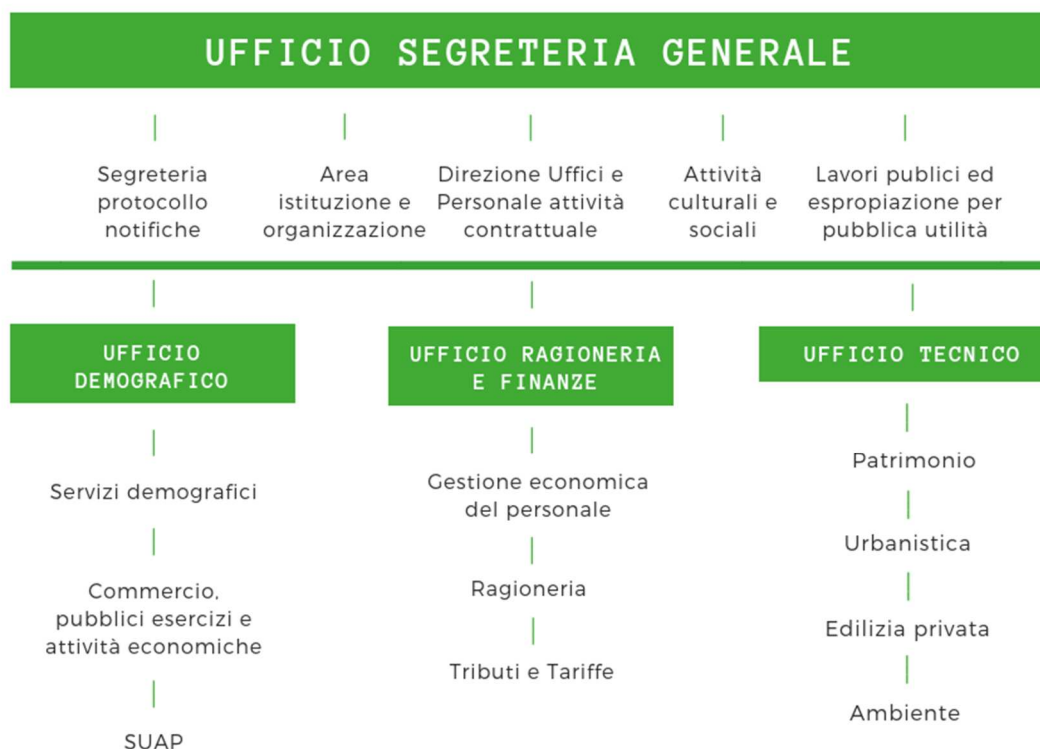 UFFICIO SEGRETERIA GENERALE
Segreteria
protocollo
notifiche
Area
istituzione e
organizzazione
Direzione Uffici e
Personale attività
contrattuale
Attività
culturali e
sociali
Lavori publici ed
espropiazione per
pubblica utilità
UFFICIO
DEMOGRAFICO
Servizi demografici
Commercio,
pubblici esercizi e
attività economiche
SUAP
UFFICIO RAGIONERIA
E FINANZE
Gestione economica
del personale
Ragioneria
Tributi e Tariffe
UFFICIO TECNICO
Patrimonio
Urbanistica
Edilizia privata
Ambiente